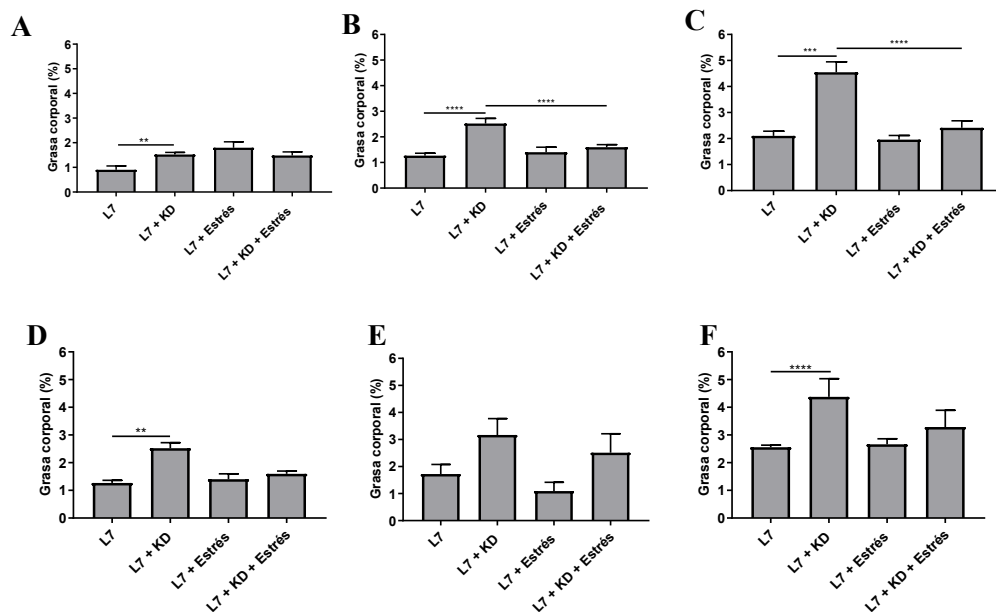 A
Grasa corporal (%)
6
5
4
3
2
1
0
**
L7
L7 + KD
L7 + Estrés
L7 + KD + Estrés
B
Grasa corporal (%)
6
5
4
3
2
1
0
****
****
L7
L7 + KD
L7 + Estrés
L7 + KD + Estrés
C
Grasa corporal (%)
6
5
4
3
2
1
0
***
****
L7
L7 + KD
L7 + Estrés
L7 + KD + Estrés
D
Grasa corporal (%)
6
5
4
3
2
1
0
**
L7
L7 + KD
L7 + Estrés
L7 + KD + Estrés
E
Grasa corporal (%)
6
5
4
3
2
1
0
L7
L7 + KD
L7 + Estrés
L7 + KD + Estrés
F
Grasa corporal (%)
6
5
4
3
2
1
0
****
L7
L7 + KD
L7 + Estrés
L7 + KD + Estrés